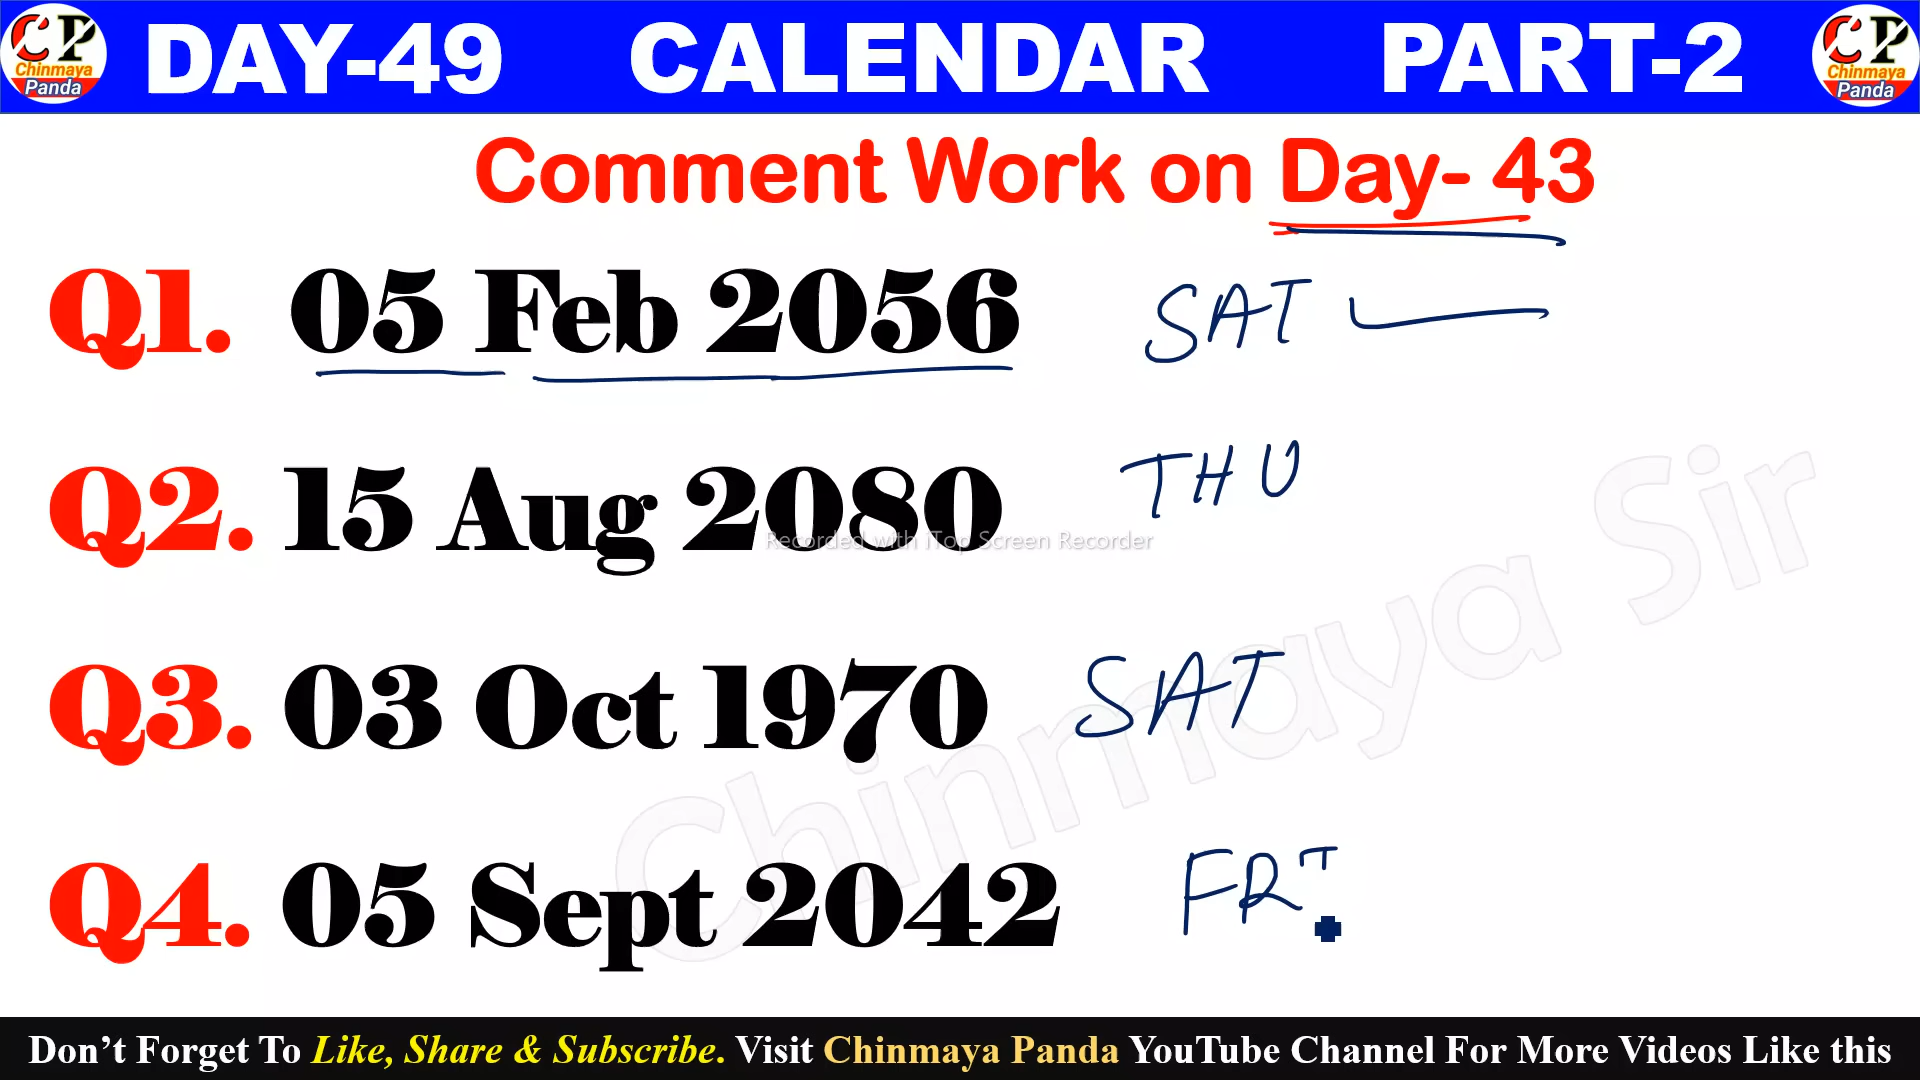 CP Chinmaya Panda DAY-49 CALENDAR PART-2 CP Chinmaya Panda
Comment Work on Day- 43
Q1. 05 Feb 2056 SAT
Q2. 15 Aug 2080 THU
Recorded with iTop Screen Recorder
Q3. 03 Oct 1970 SAT
Q4. 05 Sept 2042 FRI
Chinmaya Sir
Don’t Forget To Like, Share & Subscribe. Visit Chinmaya Panda YouTube Channel For More Videos Like this